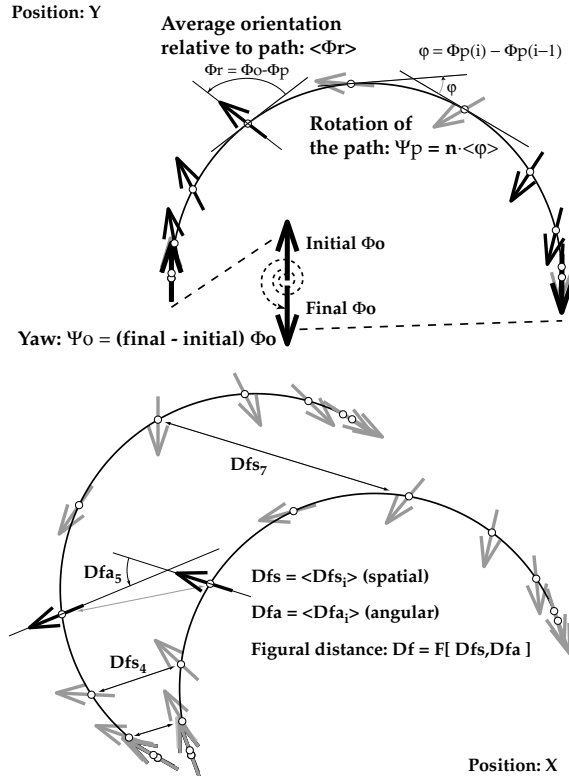 Position: Y
Average orientation
relative to path: <Φr>
Φr = Φo-Φp
φ = Φp(i) − Φp(i−1)
φ
Rotation of
the path: Ψp = n·<φ>
Initial Φo
Final Φo
Yaw: Ψo = (final - initial) Φo
Dfs₇
Dfa₅
Dfs = <Dfsᵢ> (spatial)
Dfa = <Dfaᵢ> (angular)
Figural distance: Df = F[ Dfs,Dfa ]
Dfs₄
Position: X